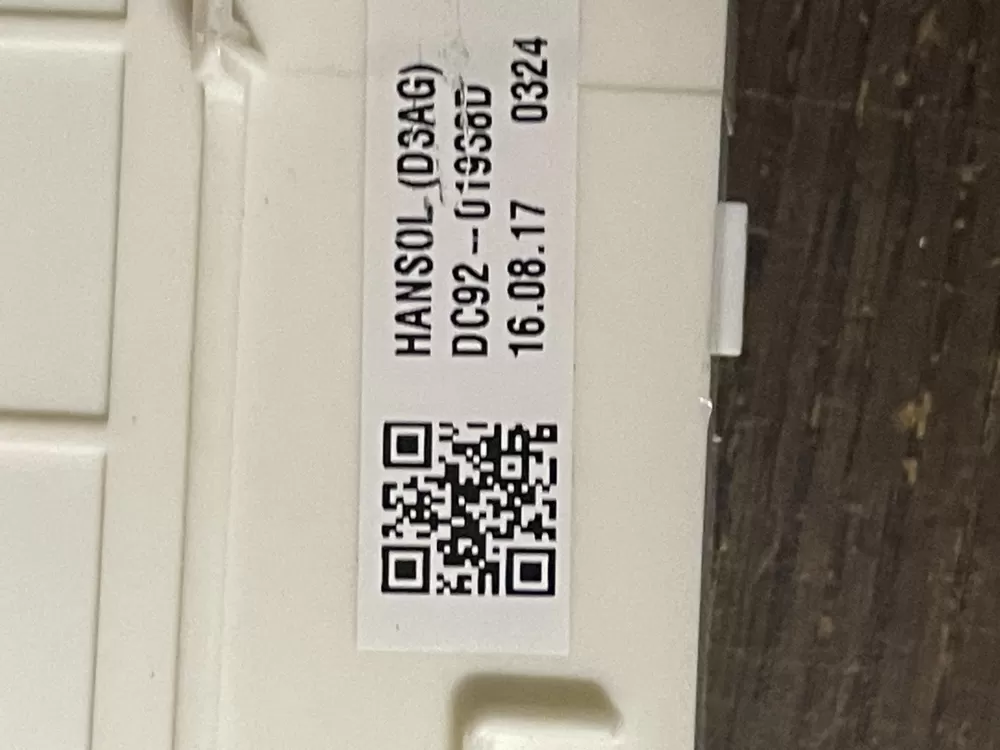 HANSOL (D3AG)
DC92
16.08.17 0324